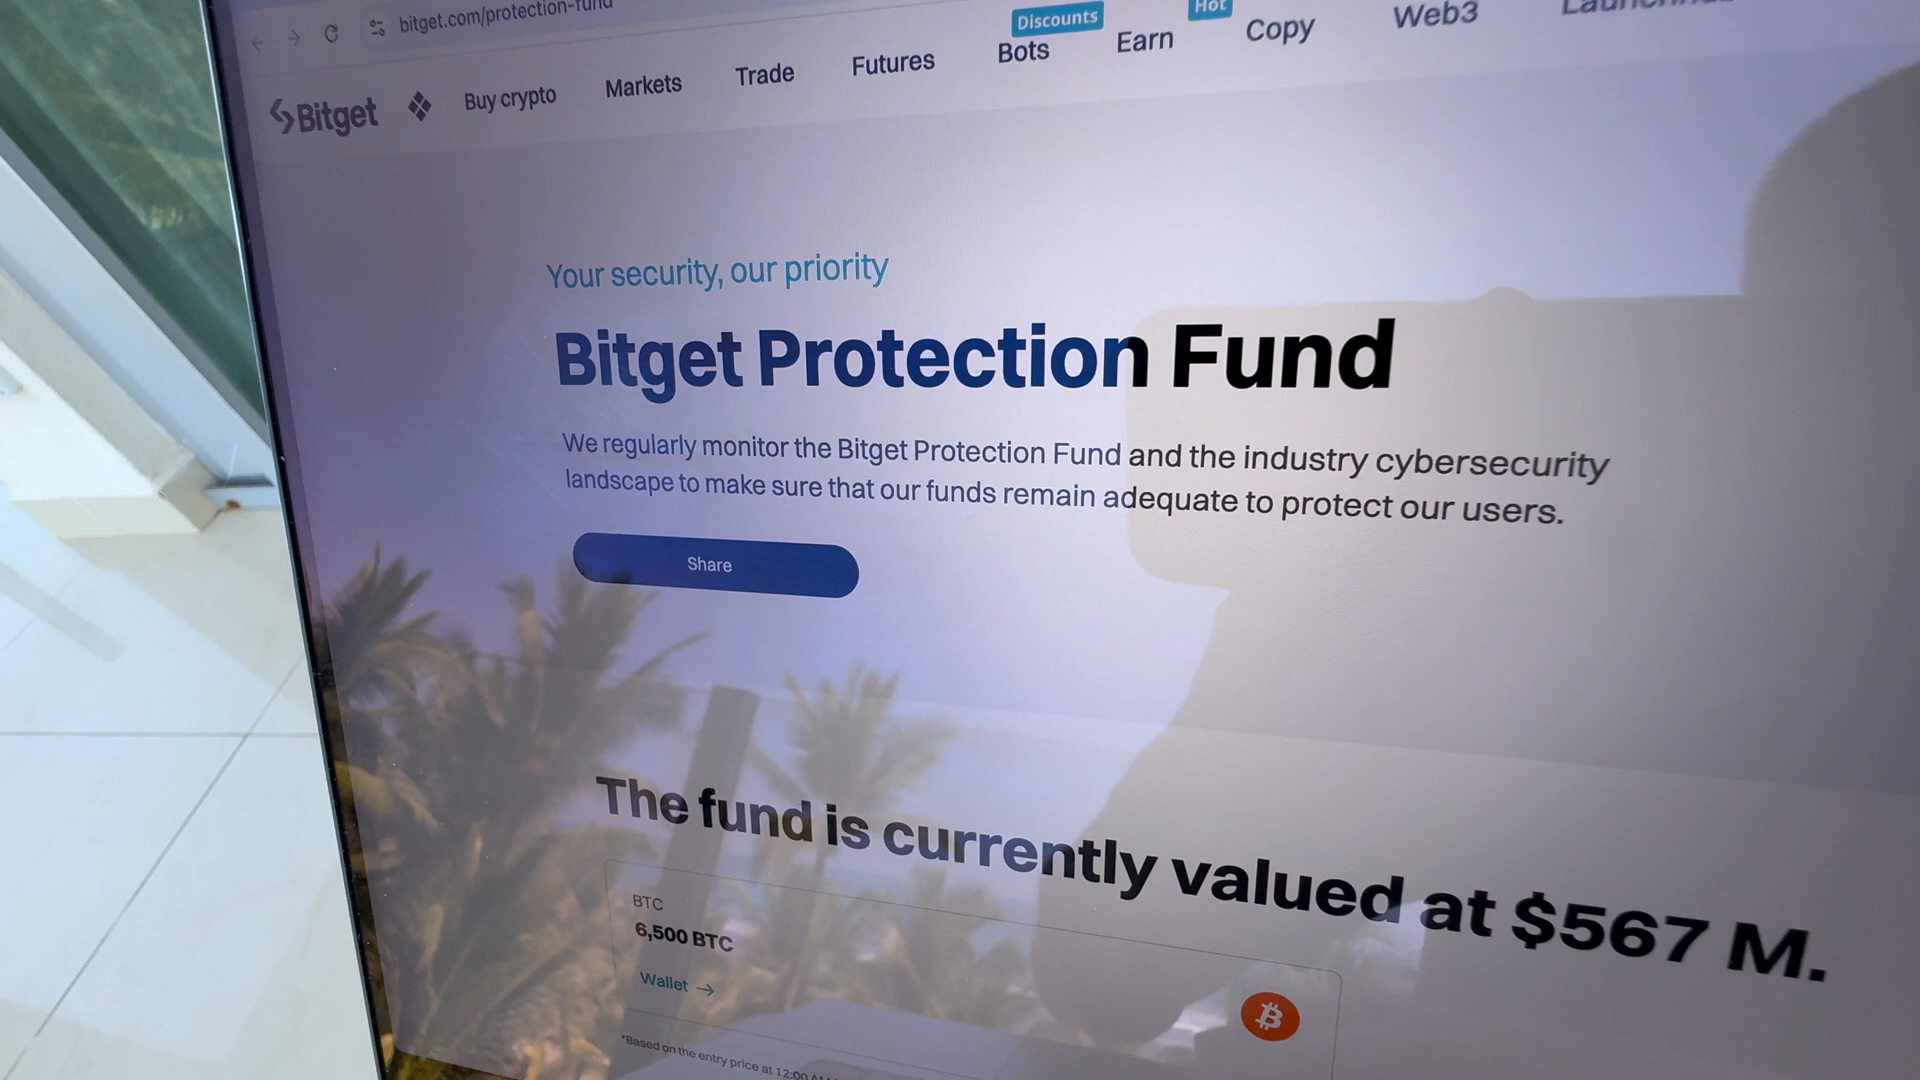 bitget.com/protection-fund
Discounts
Hot
Bitget
Buy crypto
Markets
Trade
Futures
Bots
Earn
Copy
Web3
Your security, our priority
Bitget Protection Fund
We regularly monitor the Bitget Protection Fund and the industry cybersecurity
landscape to make sure that our funds remain adequate to protect our users.
Share
The fund is currently valued at $567 M.
BTC
6,500 BTC
Wallet →
*Based on the entry price at 12:00 AM